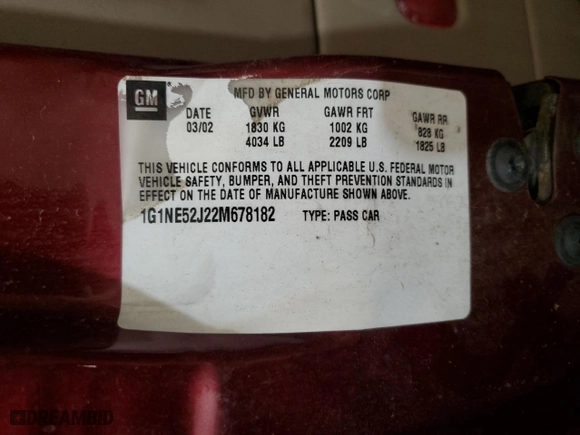 GM
MFD BY GENERAL MOTORS CORP
DATE GVWR GAWR FRT GAWR RR
03/02 1830 KG 1002 KG 828 KG
4034 LB 2209 LB 1825 LB
THIS VEHICLE CONFORMS TO ALL APPLICABLE U.S. FEDERAL MOTOR
VEHICLE SAFETY, BUMPER, AND THEFT PREVENTION STANDARDS IN
EFFECT ON THE DATE OF MANUFACTURE SHOWN ABOVE.
1G1NE52J22M678182 TYPE: PASS CAR
DREAMBID